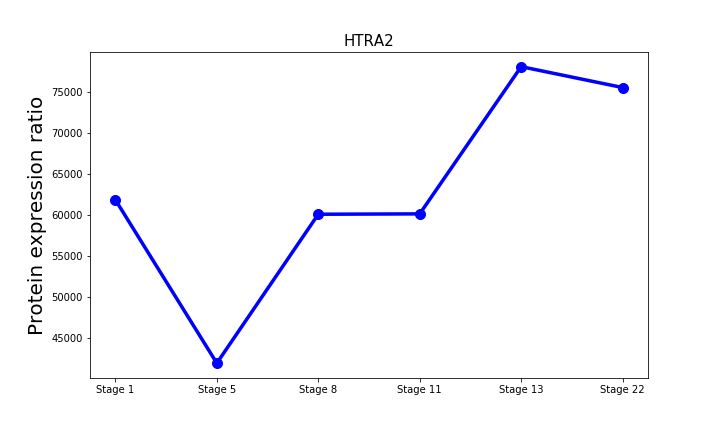 HTRA2
Protein expression ratio
75000
70000
65000
60000
55000
50000
45000
Stage 1
Stage 5
Stage 8
Stage 11
Stage 13
Stage 22